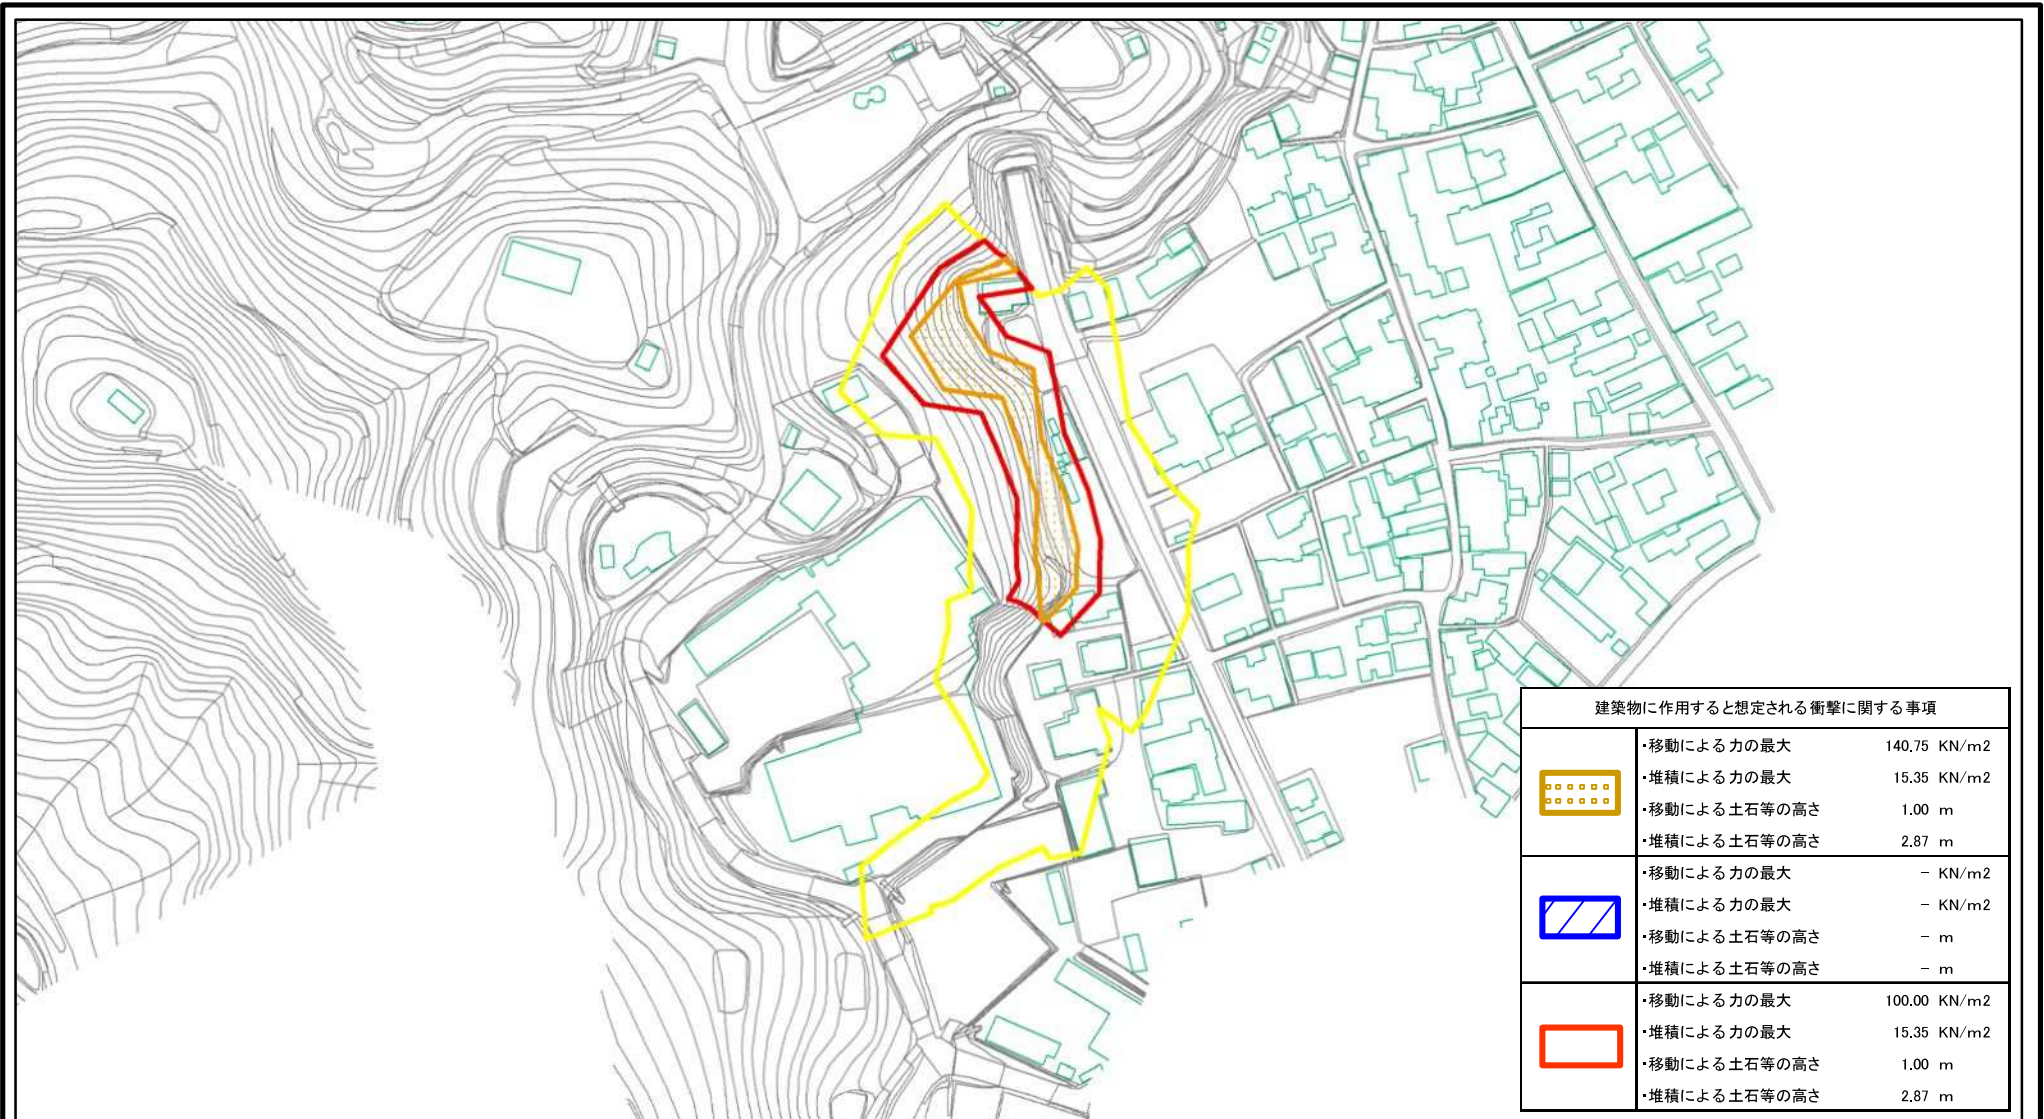 建築物に作用すると想定される衝撃に関する事項
・移動による力の最大 140.75 KN/m2
・堆積による力の最大 15.35 KN/m2
・移動による土石等の高さ 1.00 m
・堆積による土石等の高さ 2.87 m
・移動による力の最大 － KN/m2
・堆積による力の最大 － KN/m2
・移動による土石等の高さ － m
・堆積による土石等の高さ － m
・移動による力の最大 100.00 KN/m2
・堆積による力の最大 15.35 KN/m2
・移動による土石等の高さ 1.00 m
・堆積による土石等の高さ 2.87 m